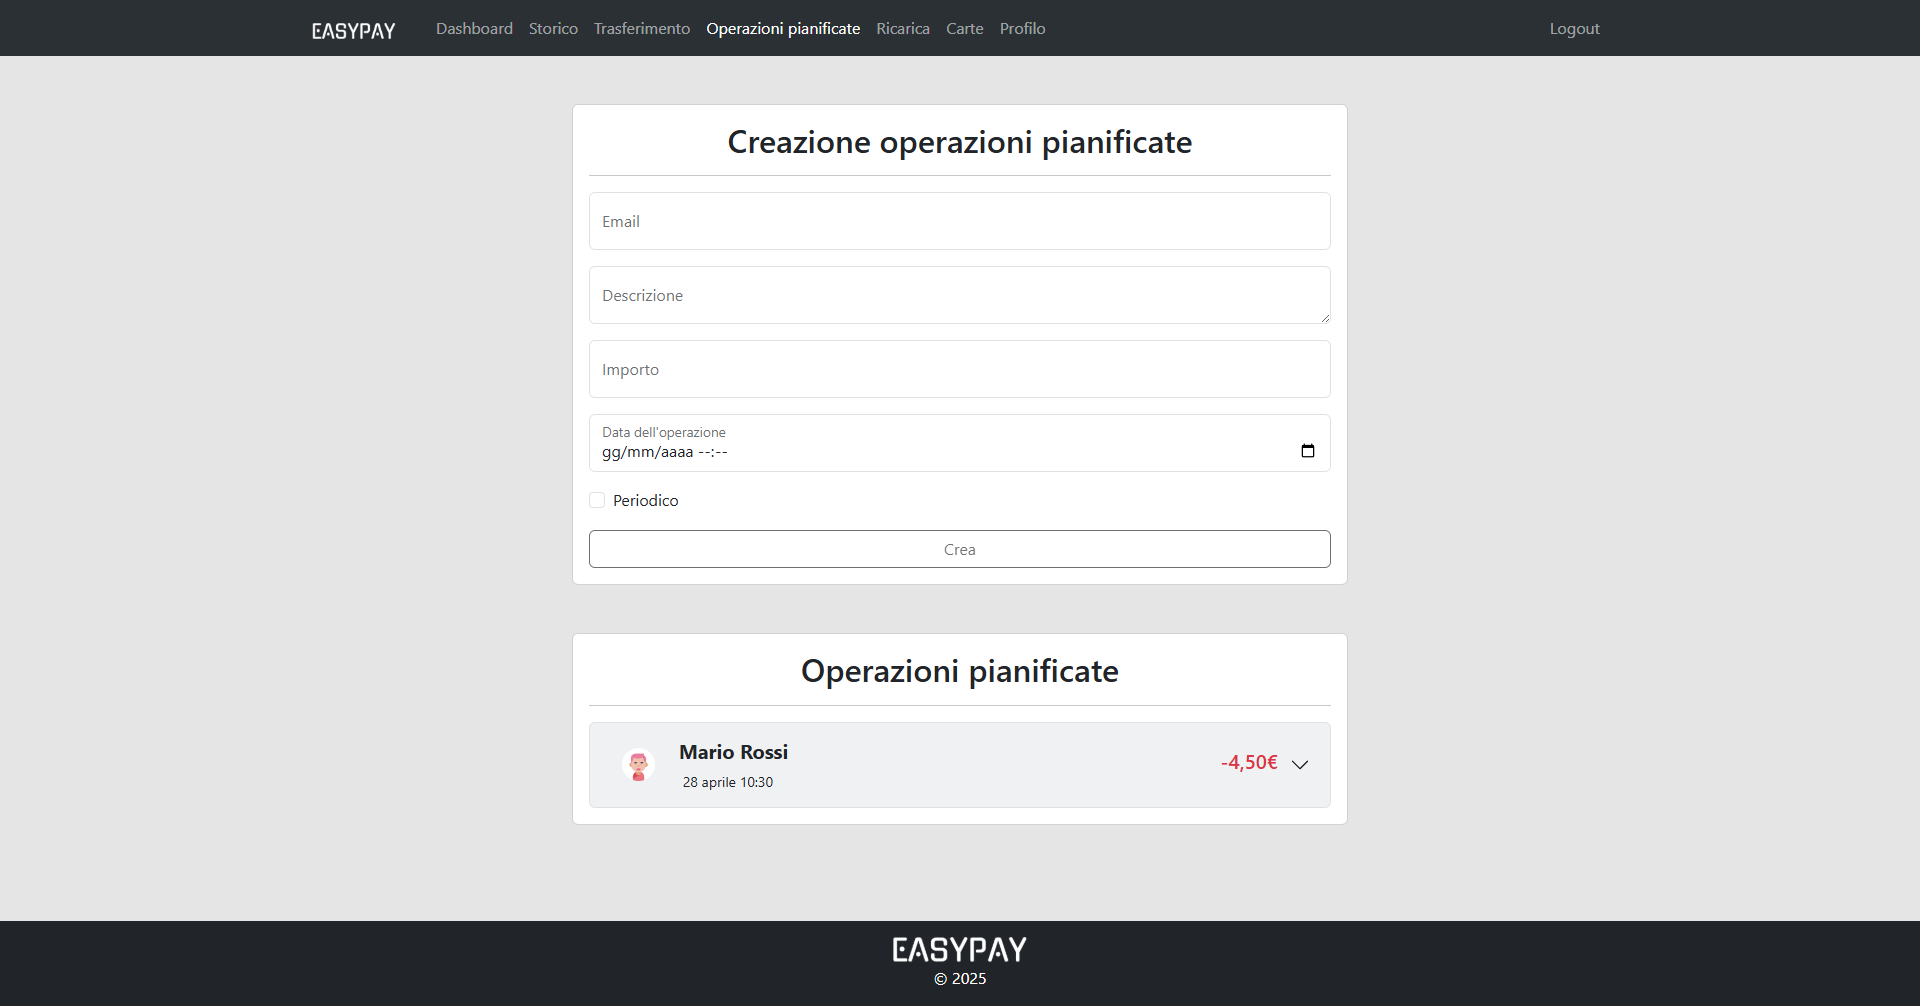 EASYPAY Dashboard Storico Trasferimento Operazioni pianificate Ricarica Carte Profilo Logout
Creazione operazioni pianificate
Email
Descrizione
Importo
Data dell'operazione
gg/mm/aaaa --:--
Periodico
Crea
Operazioni pianificate
Mario Rossi
-4,50€
28 aprile 10:30
EASYPAY
© 2025